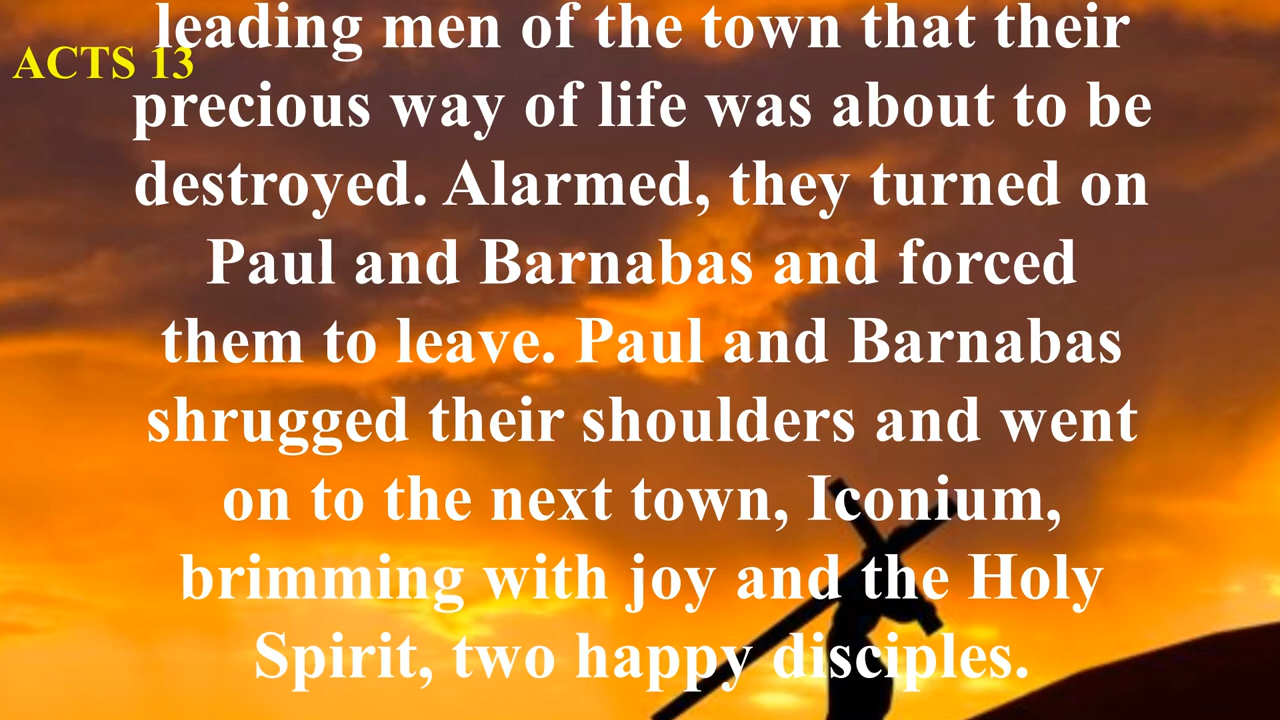 leading men of the town that their
ACTS 13
precious way of life was about to be
destroyed. Alarmed, they turned on
Paul and Barnabas and forced
them to leave. Paul and Barnabas
shrugged their shoulders and went
on to the next town, Iconium,
brimming with joy and the Holy
Spirit, two happy disciples.